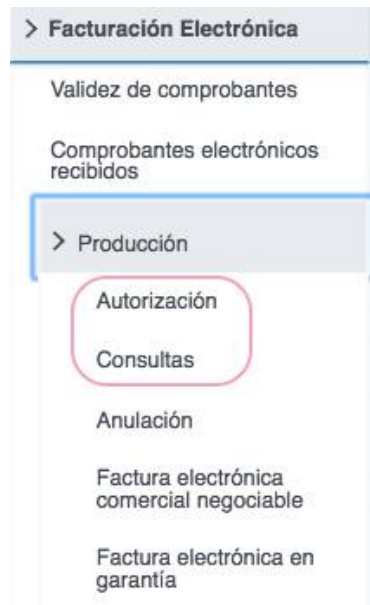 > Facturación Electrónica
Validez de comprobantes
Comprobantes electrónicos
recibidos
> Producción
Autorización
Consultas
Anulación
Factura electrónica
comercial negociable
Factura electrónica en
garantía